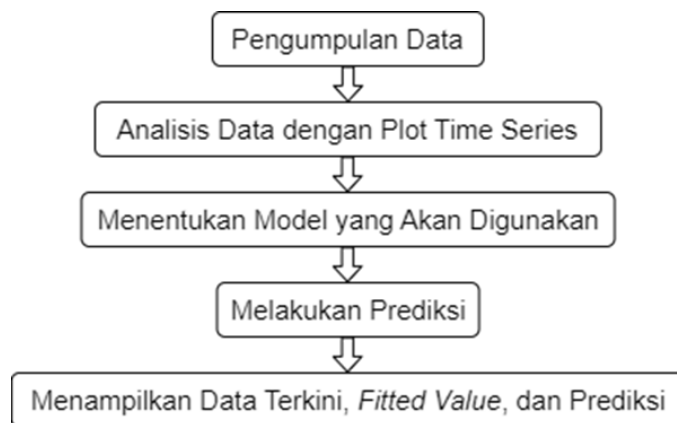 Pengumpulan Data
Analisis Data dengan Plot Time Series
Menentukan Model yang Akan Digunakan
Melakukan Prediksi
Menampilkan Data Terkini, Fitted Value, dan Prediksi